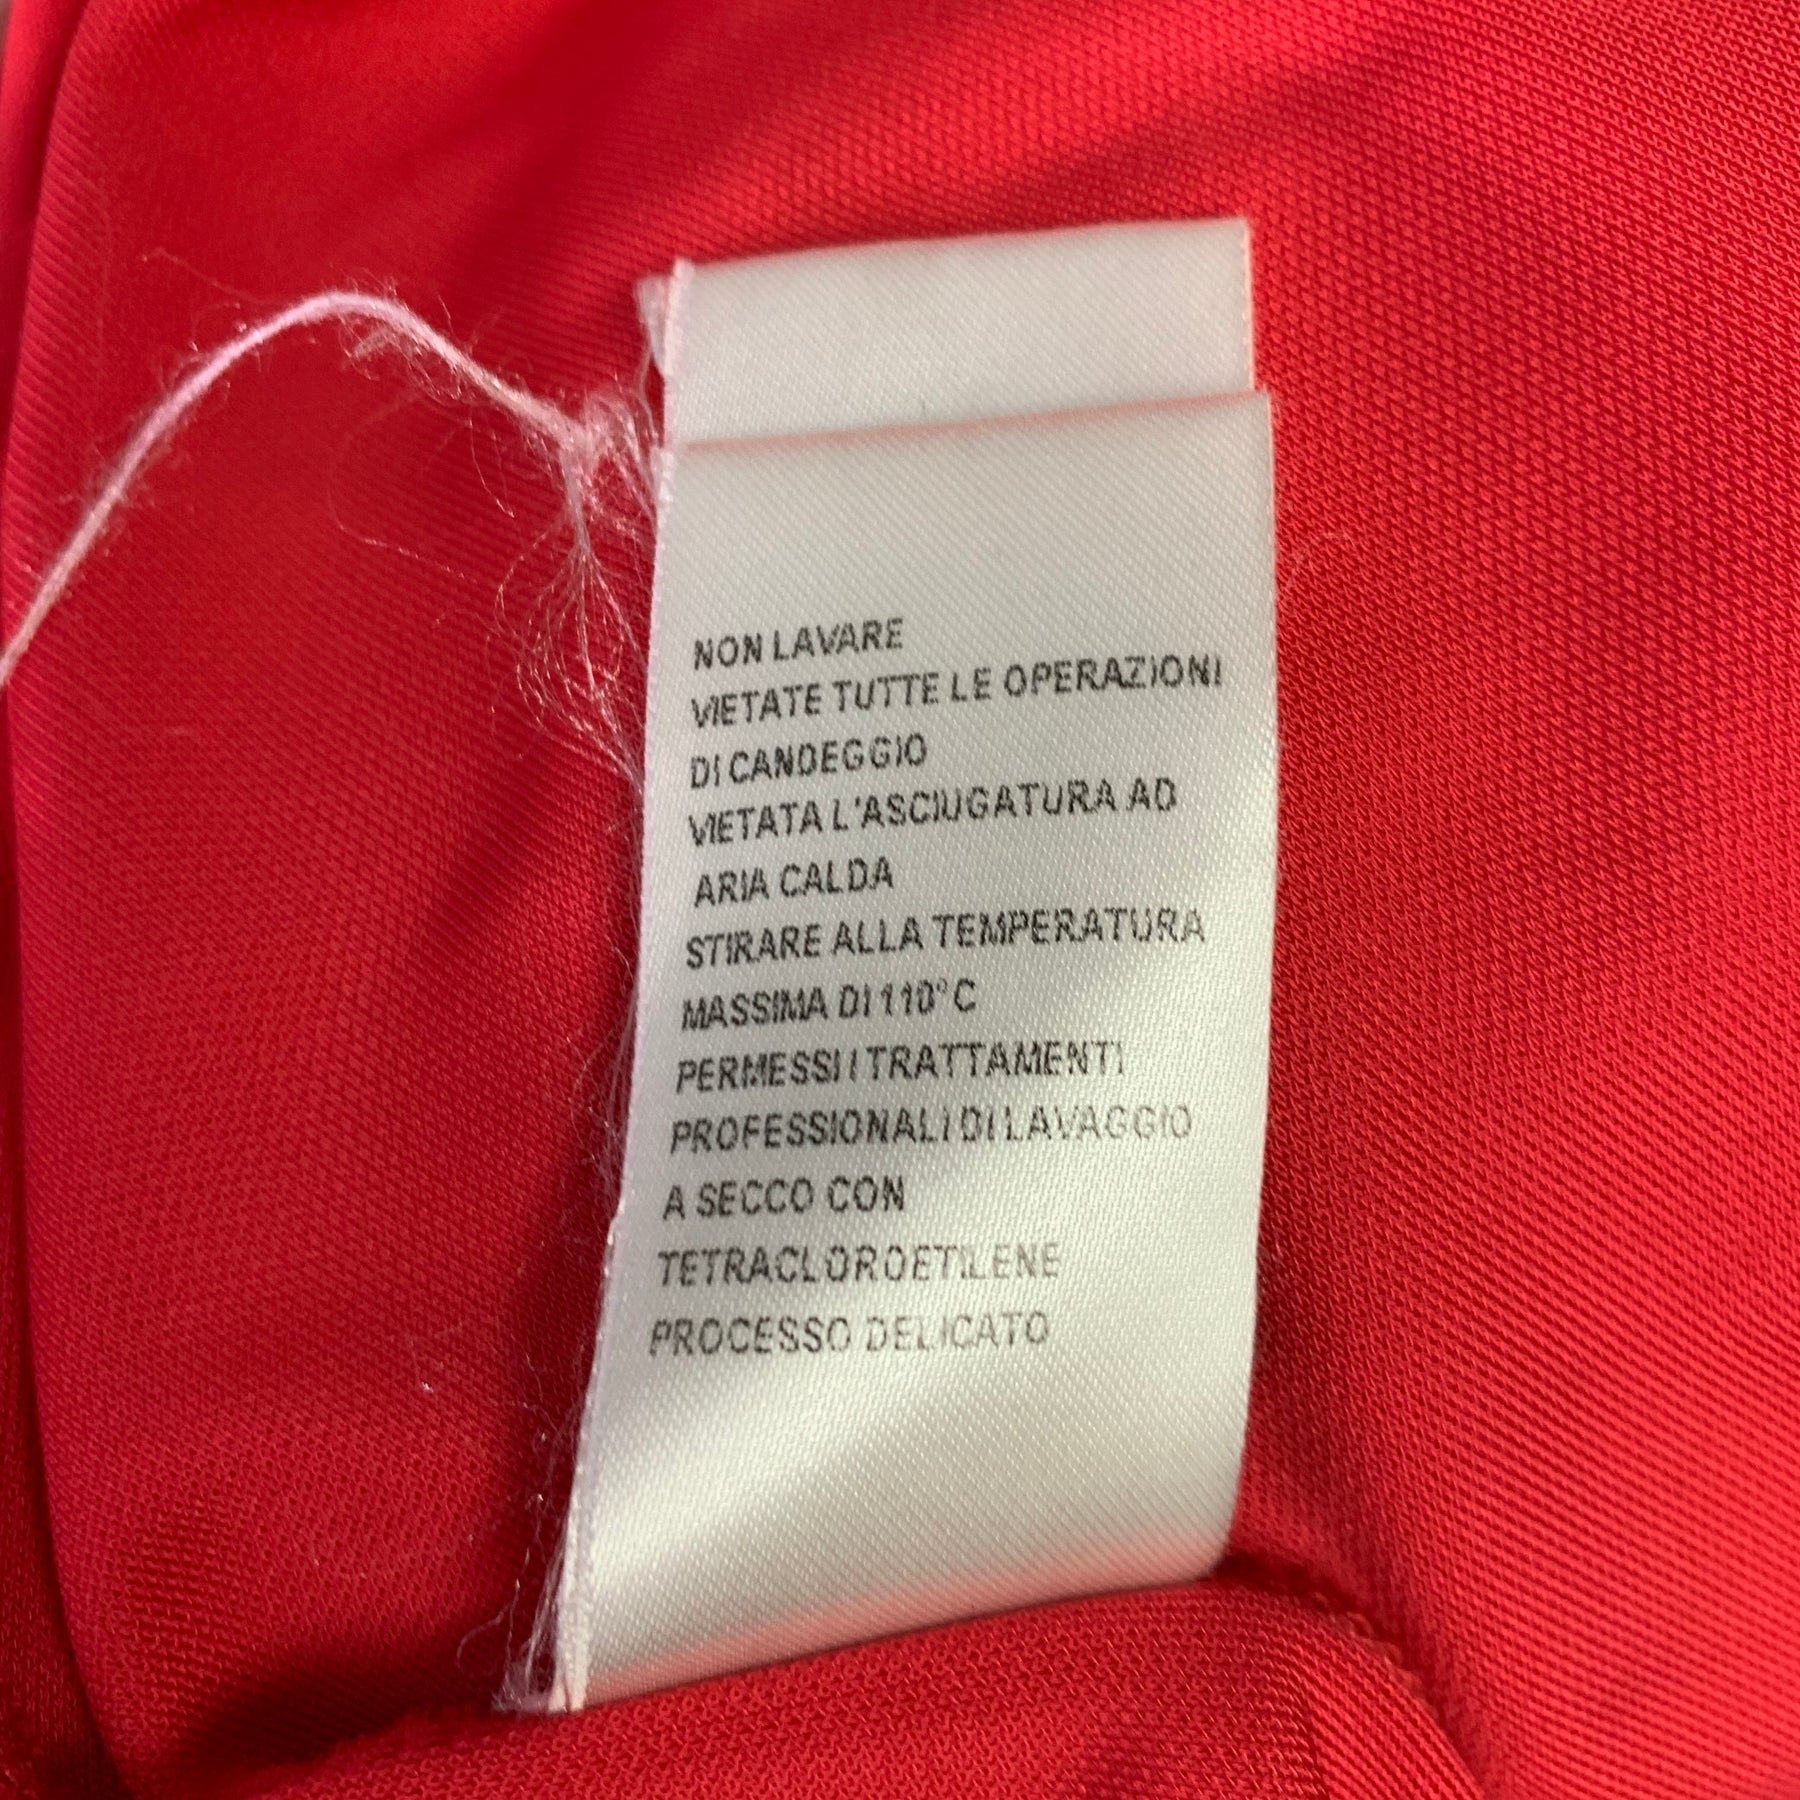 NON LAVARE
VIETATE TUTTE LE OPERAZIONI
DI CANDEGGIO
VIETATA L'ASCIUGATURA AD
ARIA CALDA
STIRARE ALLA TEMPERATURA
MASSIMA DI 110°C
PERMESSI I TRATTAMENTI
PROFESSIONALI DI LAVAGGIO
A SECCO CON
TETRACLOROETILENE
PROCESSO DELICATO